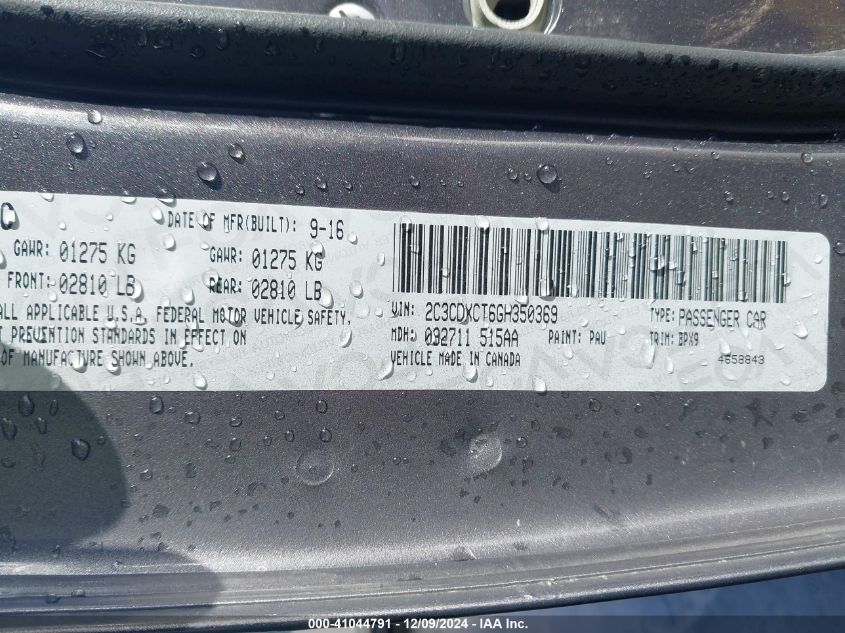 C
DATE OF MFR(BUILT): 9-16
GAWR: 01275 KG GAWR: 01275 KG
FRONT: 02810 LB REAR: 02810 LB
ALL APPLICABLE U.S.A. FEDERAL MOTOR VEHICLE SAFETY,
PREVENTION STANDARDS IN EFFECT ON
OF MANUFACTURE SHOWN ABOVE.
VIN: 2C3CDXCT6GH350369 TYPE: PASSENGER CAR
MDH: 032711 515AA PAINT: PAU TRIM: BPX9
VEHICLE MADE IN CANADA 4658843
000-41044791 - 12/09/2024 - IAA Inc.